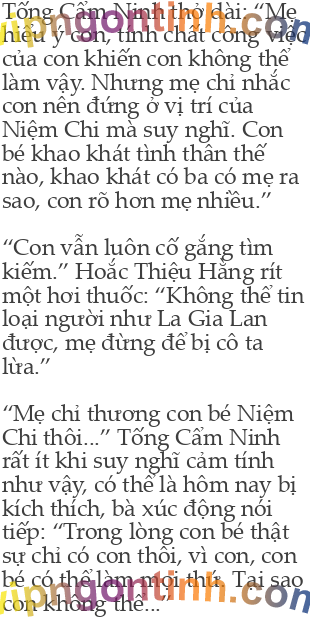 Tống Cẩm Ninh thở dài: “Mẹ
hiểu ý con, tính chất công việc
của con khiến con không thể
làm vậy. Nhưng mẹ chỉ nhắc
con nên đứng ở vị trí của
Niệm Chi mà suy nghĩ. Con
bé khao khát tình thân thế
nào, khao khát có ba có mẹ ra
sao, con rõ hơn mẹ nhiều.”
“Con vẫn luôn cố gắng tìm
kiếm.” Hoắc Thiệu Hằng rít
một hơi thuốc: “Không thể tin
loại người như La Gia Lan
được, mẹ đừng để bị cô ta
lừa.”
“Mẹ chỉ thương con bé Niệm
Chi thôi...” Tống Cẩm Ninh
rất ít khi suy nghĩ cảm tính
như vậy, có thể là hôm nay bị
kích thích, bà xúc động nói
tiếp: “Trong lòng con bé thật
sự chỉ có con thôi, vì con, con
bé có thể làm mọi thứ. Tại sao
con không thể...”
vipngontinh.com
vipngontinh.com